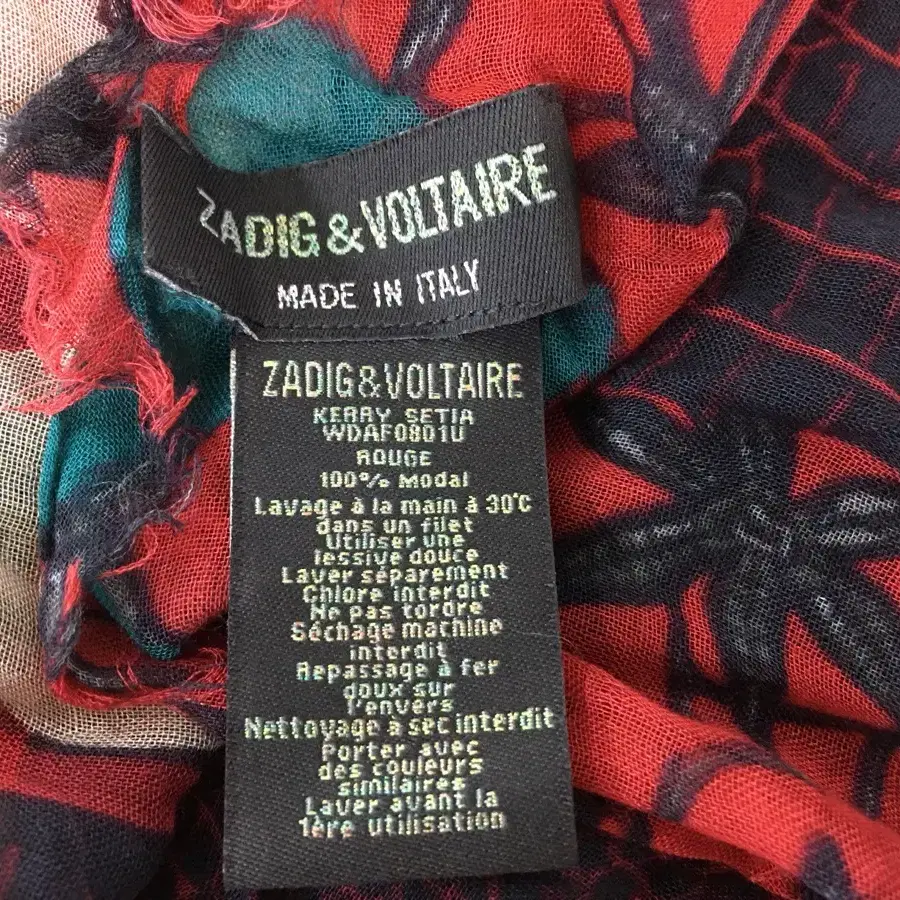 ZADIG & VOLTAIRE
MADE IN ITALY
ZADIG&VOLTAIRE
KERRY SETIA
WDAF0801U
ROUGE
100% Modal
Lavage à la main à 30°C
dans un filet
Utiliser une
lessive douce
Laver séparement
Chlore interdit
Ne pas tordre
Séchage machine
interdit
Repassage à fer
doux sur
l'envers
Nettoyage à sec interdit
Porter avec
des couleurs
similaires
Laver avant la
1ère utilisation